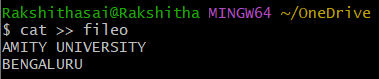 Rakshithasai@Rakshitha MINGW64 ~/OneDrive
$ cat >> fileo
AMITY UNIVERSITY
BENGALURU